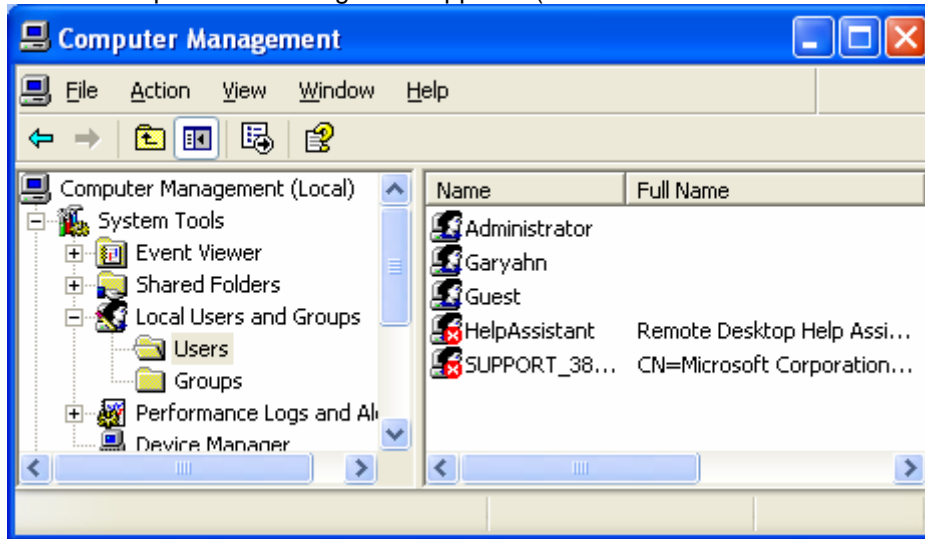 Computer Management
File Action View Window Help
Computer Management (Local)
System Tools
Event Viewer
Shared Folders
Local Users and Groups
Users
Groups
Performance Logs and Al
Device Manager
Name Full Name
Administrator
Garyahn
Guest
HelpAssistant Remote Desktop Help Assi...
SUPPORT_38... CN=Microsoft Corporation...